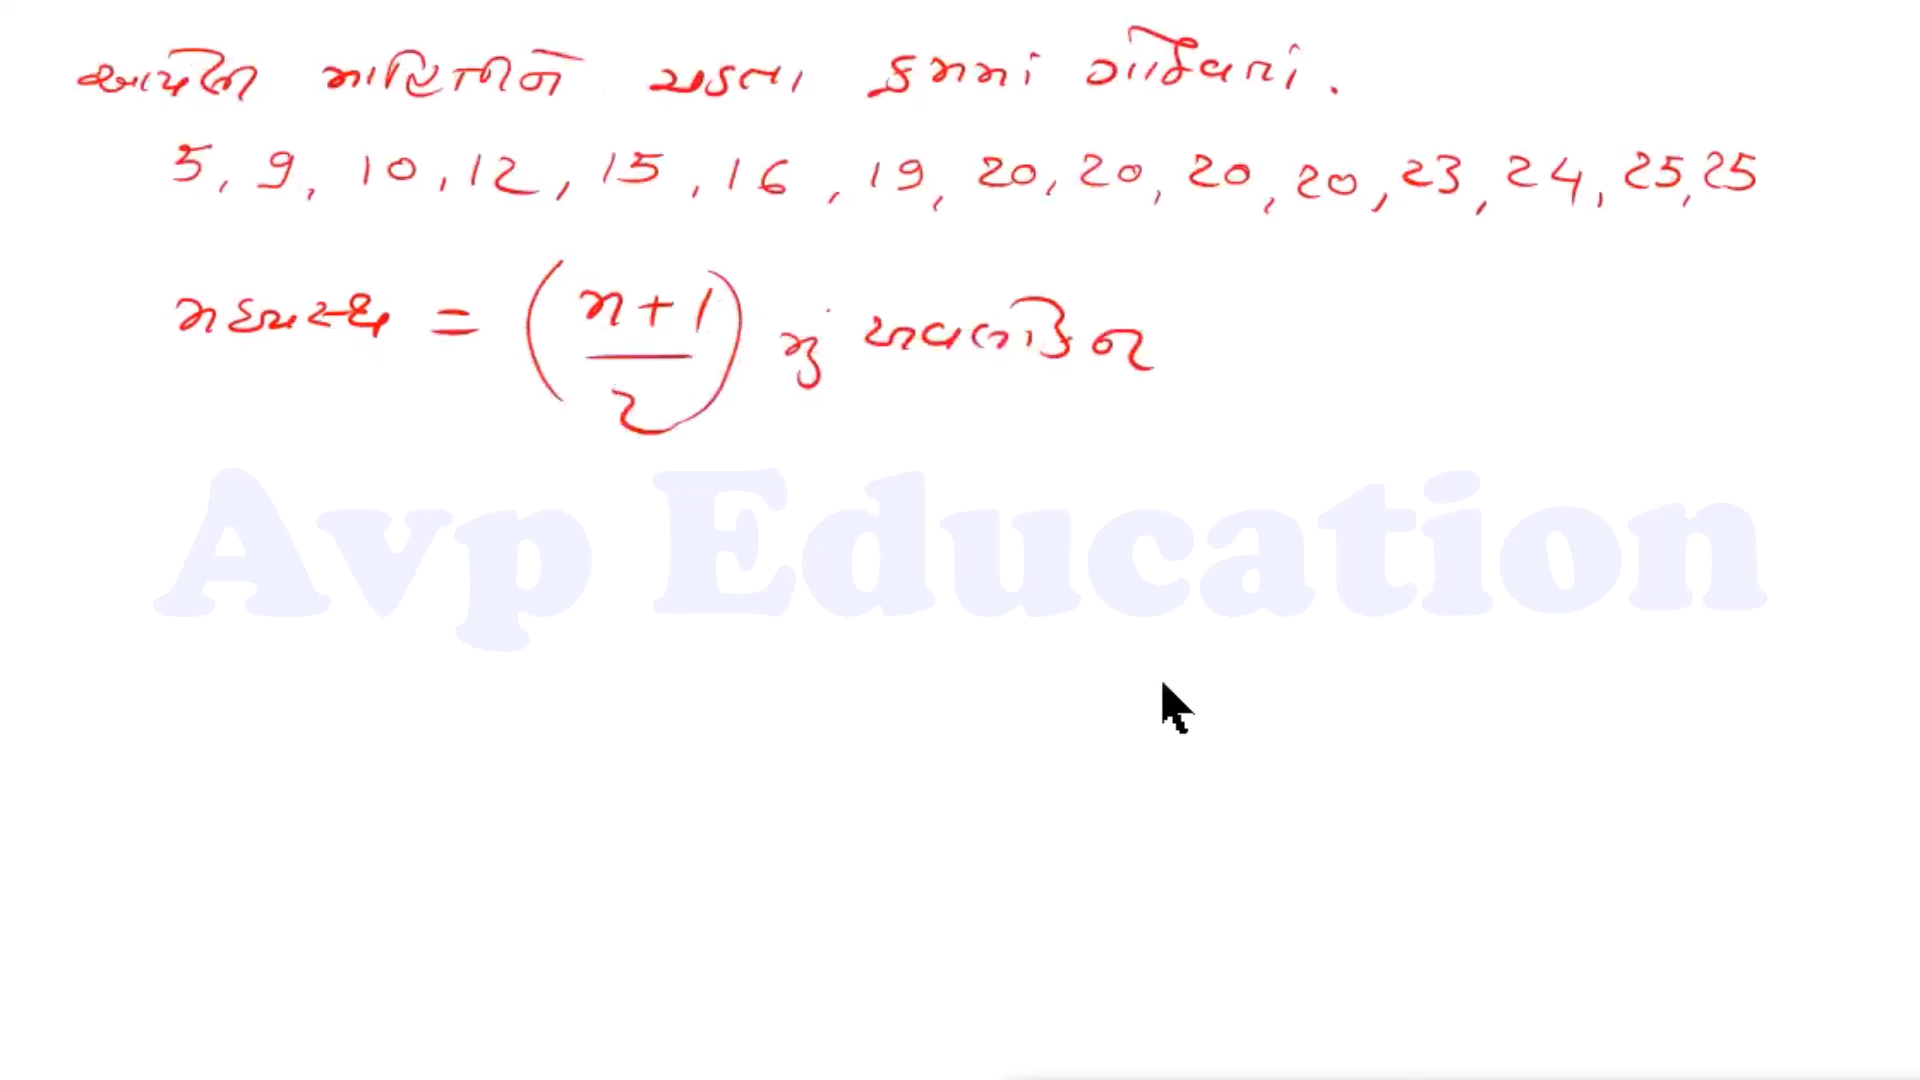 આપેલ માહિતીને ચડતા ક્રમમાં ગોઠવતાં.
5, 9, 10, 12, 15, 16, 19, 20, 20, 20, 20, 23, 24, 25, 25
મધ્યસ્થ = (n+1/2) મું અવલોકન
Avp Education